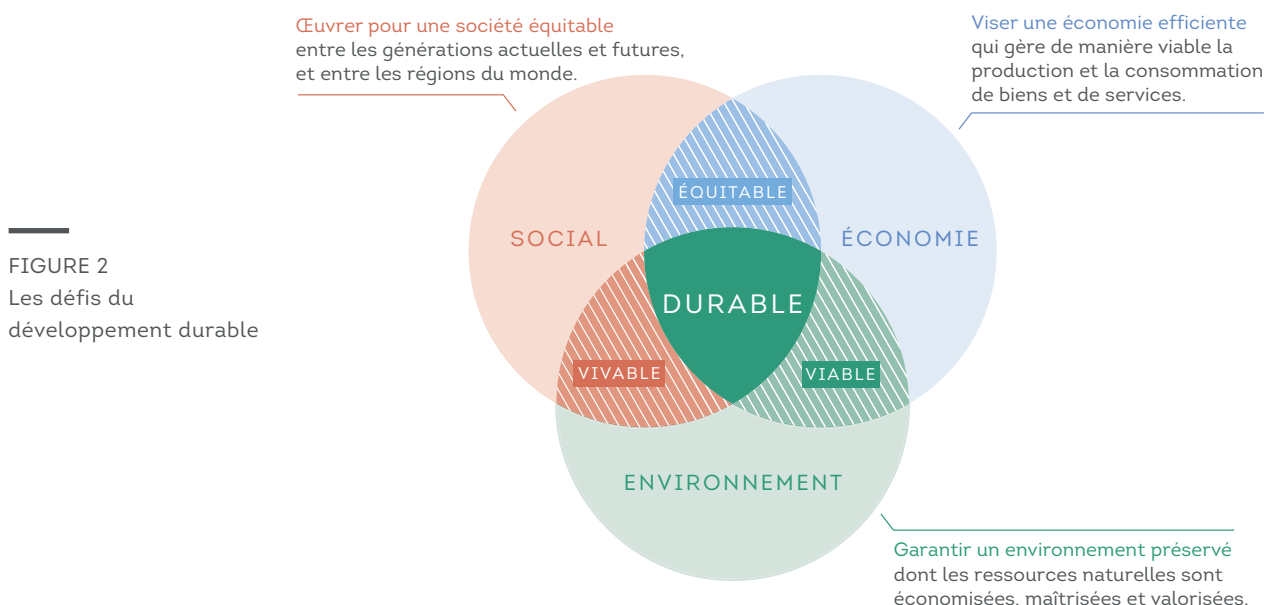 Œuvrer pour une société équitable
entre les générations actuelles et futures,
et entre les régions du monde.
Viser une économie efficiente
qui gère de manière viable la
production et la consommation
de biens et de services.
ÉQUITABLE
SOCIAL
ÉCONOMIE
FIGURE 2
Les défis du
développement durable
DURABLE
VIVABLE
VIABLE
ENVIRONNEMENT
Garantir un environnement préservé
dont les ressources naturelles sont
économisées, maîtrisées et valorisées.